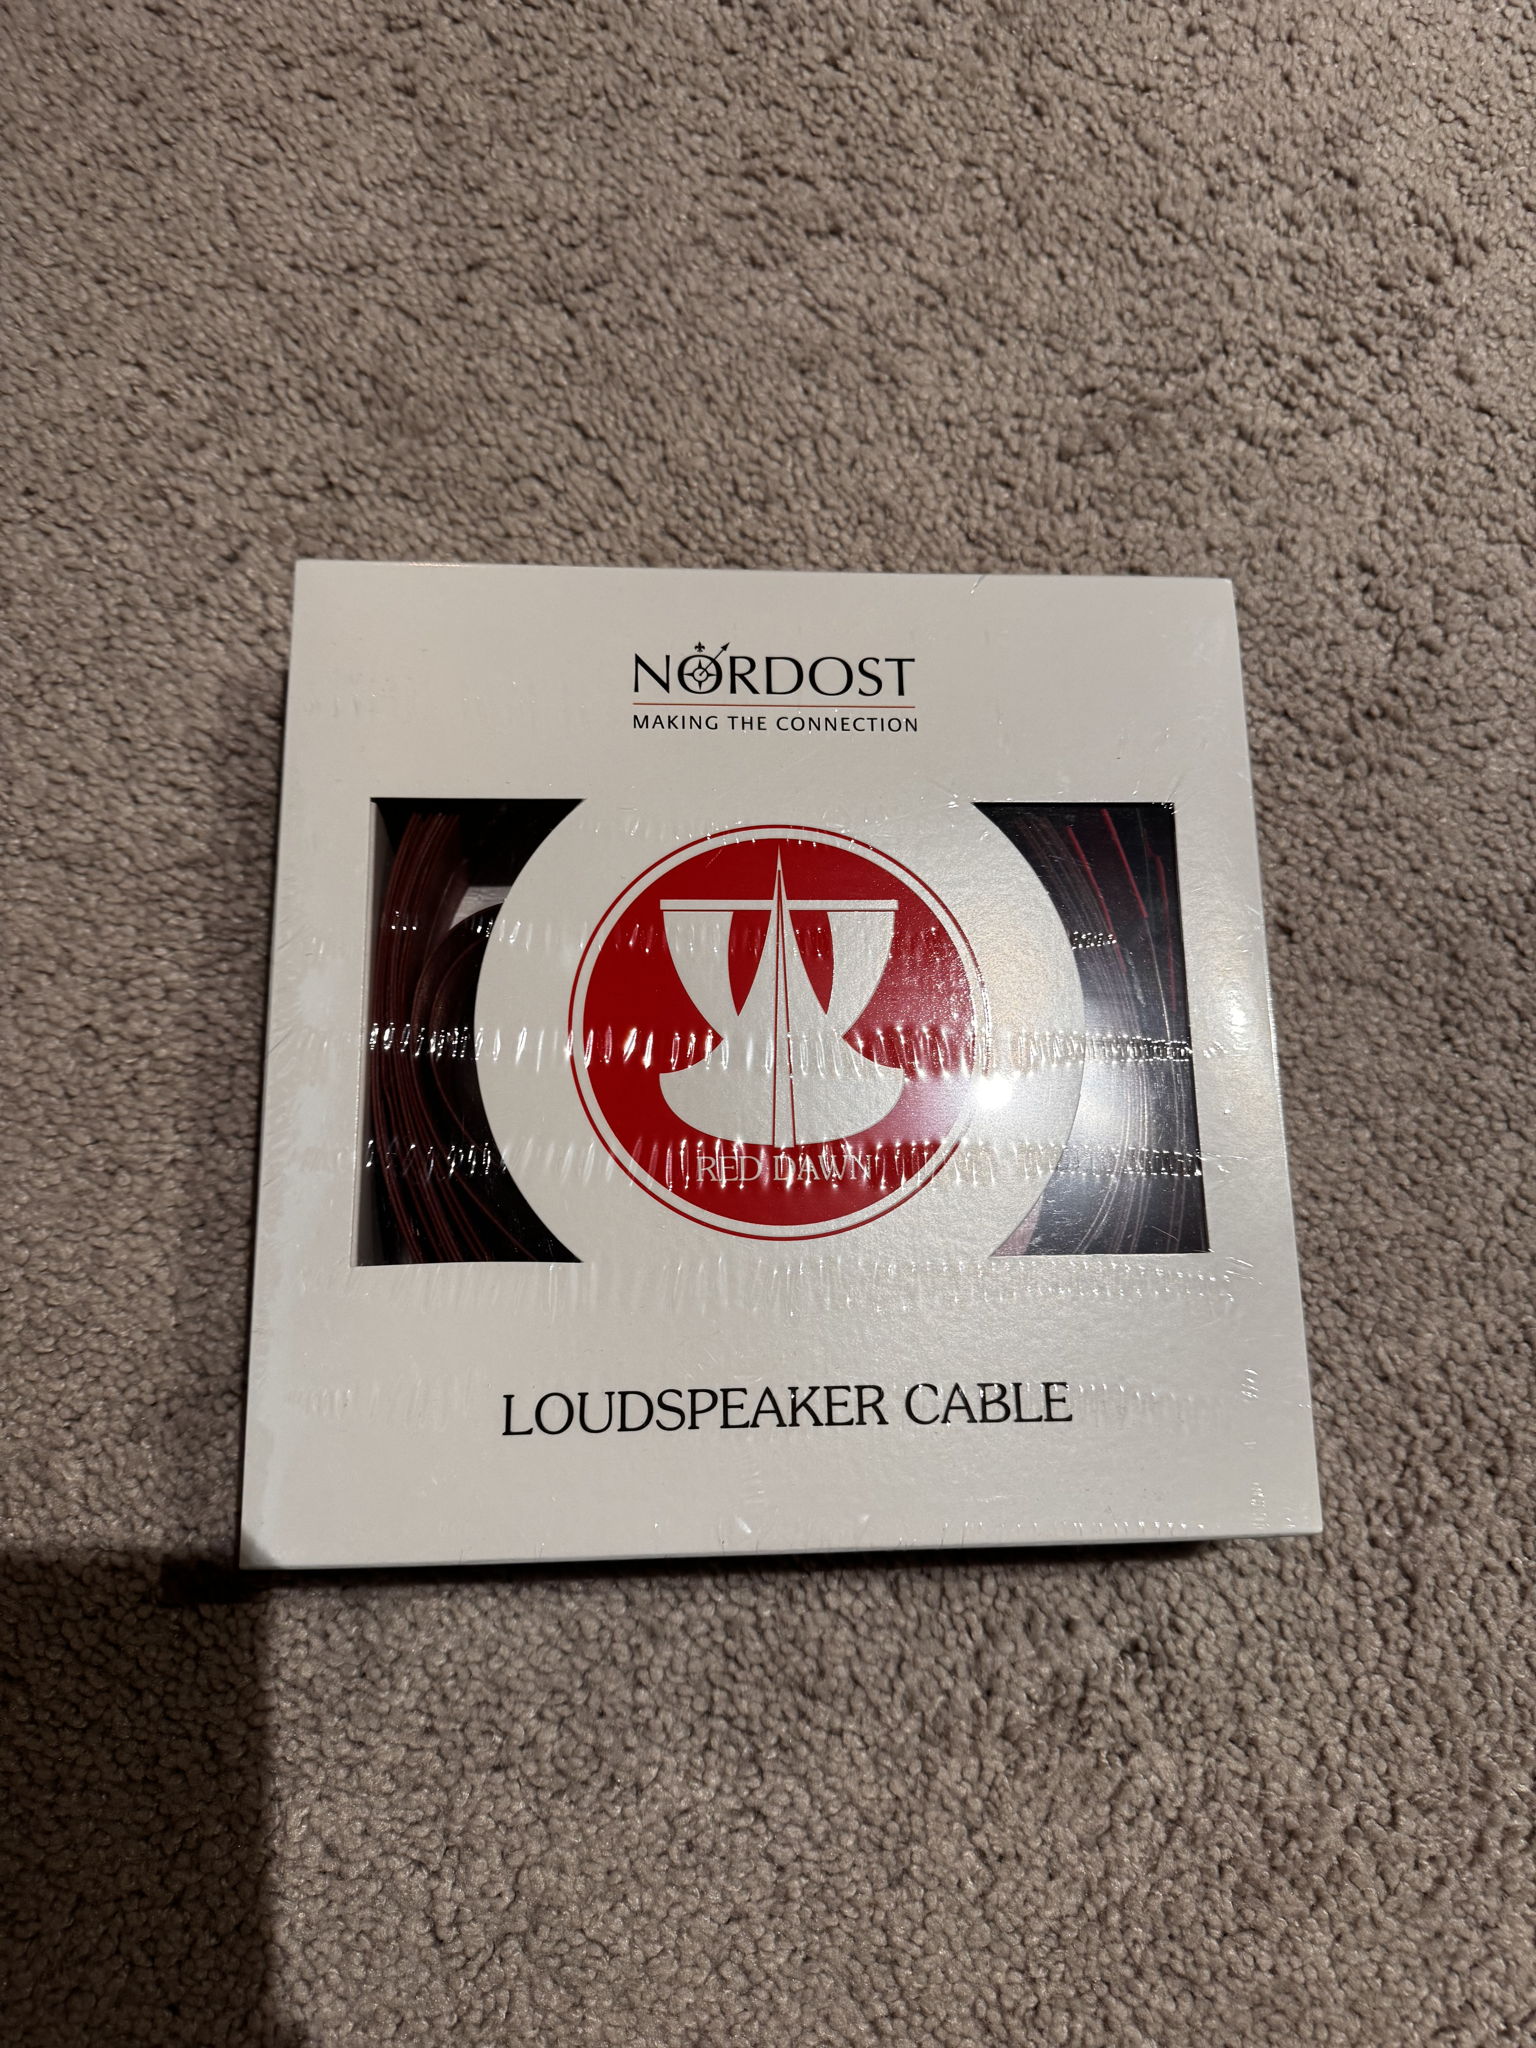 NORDOST
MAKING THE CONNECTION
RED DAWN
LOUDSPEAKER CABLE